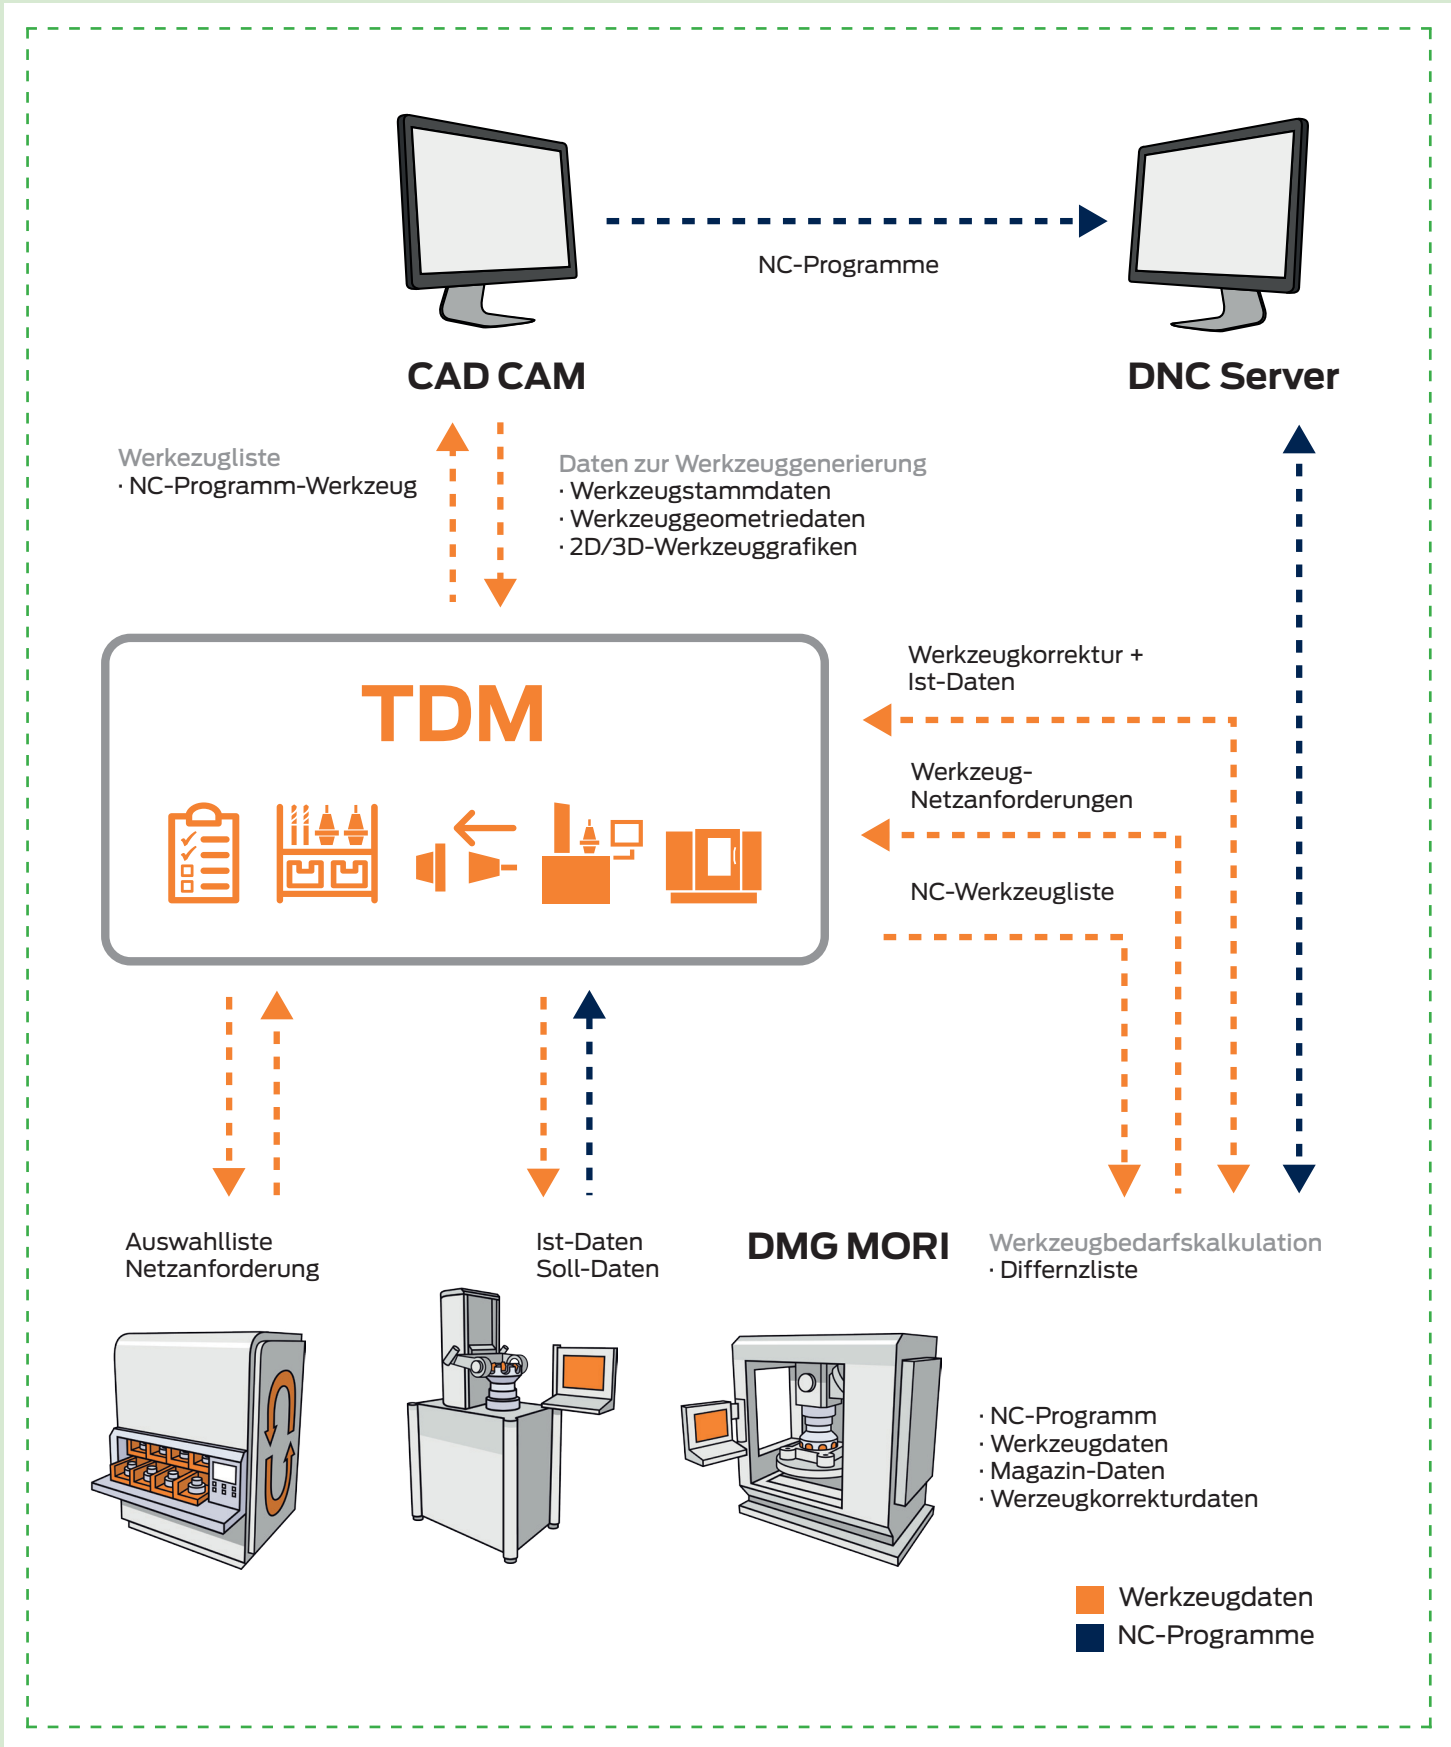 NC-Programme
CAD CAM
DNC Server
Werkezugliste
· NC-Programm-Werkzeug
Daten zur Werkzeuggenerierung
· Werkzeugstammdaten
· Werkzeuggeometriedaten
· 2D/3D-Werkzeuggrafiken
TDM
Werkzeugkorrektur +
Ist-Daten
Werkzeug-
Netzanforderungen
NC-Werkzeugliste
Auswahlliste
Netzanforderung
Ist-Daten
Soll-Daten
DMG MORI
Werkzeugbedarfskalkulation
· Differnzliste
· NC-Programm
· Werkzeugdaten
· Magazin-Daten
· Werzeugkorrekturdaten
Werkzeugdaten
NC-Programme